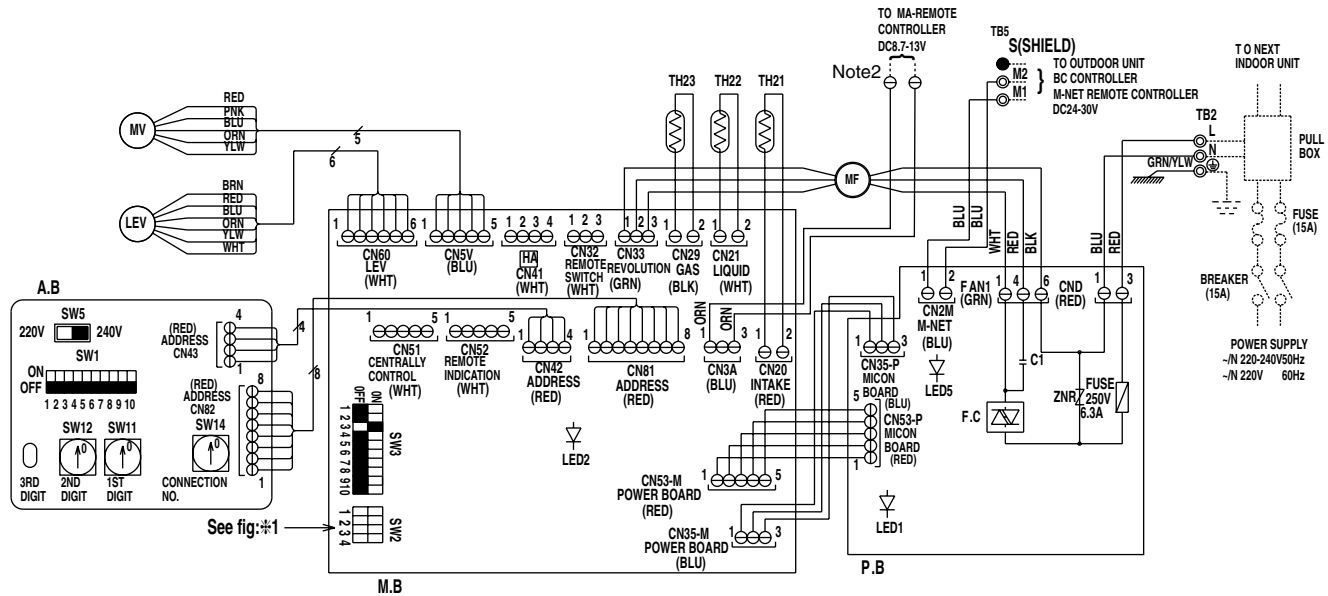 TO MA-REMOTE
CONTROLLER
DC8.7-13V
Note2
TB5
S(SHIELD)
M2
M1
TO OUTDOOR UNIT
BC CONTROLLER
M-NET REMOTE CONTROLLER
DC24-30V
TO NEXT
INDOOR UNIT
TB2
L
N
GRN/YLW
PULL
BOX
FUSE
(15A)
BREAKER
(15A)
POWER SUPPLY
~/N 220-240V50Hz
~/N 220V 60Hz
MV
RED
PNK
BLU
ORN
YLW
5
6
LEV
BRN
RED
BLU
ORN
YLW
WHT
TH23
TH22
TH21
MF
1 6
CN60
LEV
(WHT)
1 5
CN5V
(BLU)
1 2 3 4
HA
CN41
(WHT)
1 2 3
CN32
REMOTE
SWITCH
(WHT)
1 2 3
CN33
REVOLUTION
(GRN)
1 2
CN29
GAS
(BLK)
1 2
CN21
LIQUID
(WHT)
BLU
BLU
WHT
RED
BLK
BLU
RED
1 2
CN2M
M-NET
(BLU)
LED5
FAN1
(GRN)
1 4 6
CND
(RED)
1 3
C1
F.C
ZNR
FUSE
250V
6.3A
A.B
SW5
220V 240V
SW1
ON
OFF
1 2 3 4 5 6 7 8 9 10
SW12
0
SW11
0
SW14
0
3RD
DIGIT
2ND
DIGIT
1ST
DIGIT
CONNECTION
NO.
(RED)
ADDRESS
CN43
4
1
4
(RED)
ADDRESS
CN82
8
1
8
1 5
CN51
CENTRALLY
CONTROL
(WHT)
1 5
CN52
REMOTE
INDICATION
(WHT)
1 4
CN42
ADDRESS
(RED)
1 8
CN81
ADDRESS
(RED)
ORN
ORN
1 3
CN3A
(BLU)
1 2
CN20
INTAKE
(RED)
1 3
CN35-P
MICON
BOARD
(BLU)
5
1
CN53-P
MICON
BOARD
(RED)
OFF
ON
1 2 3 4 5 6 7 8 9 10
SW3
1 2 3 4
SW2
See fig:※1
LED2
1 5
CN53-M
POWER BOARD
(RED)
1 3
CN35-M
POWER BOARD
(BLU)
LED1
M.B
P.B